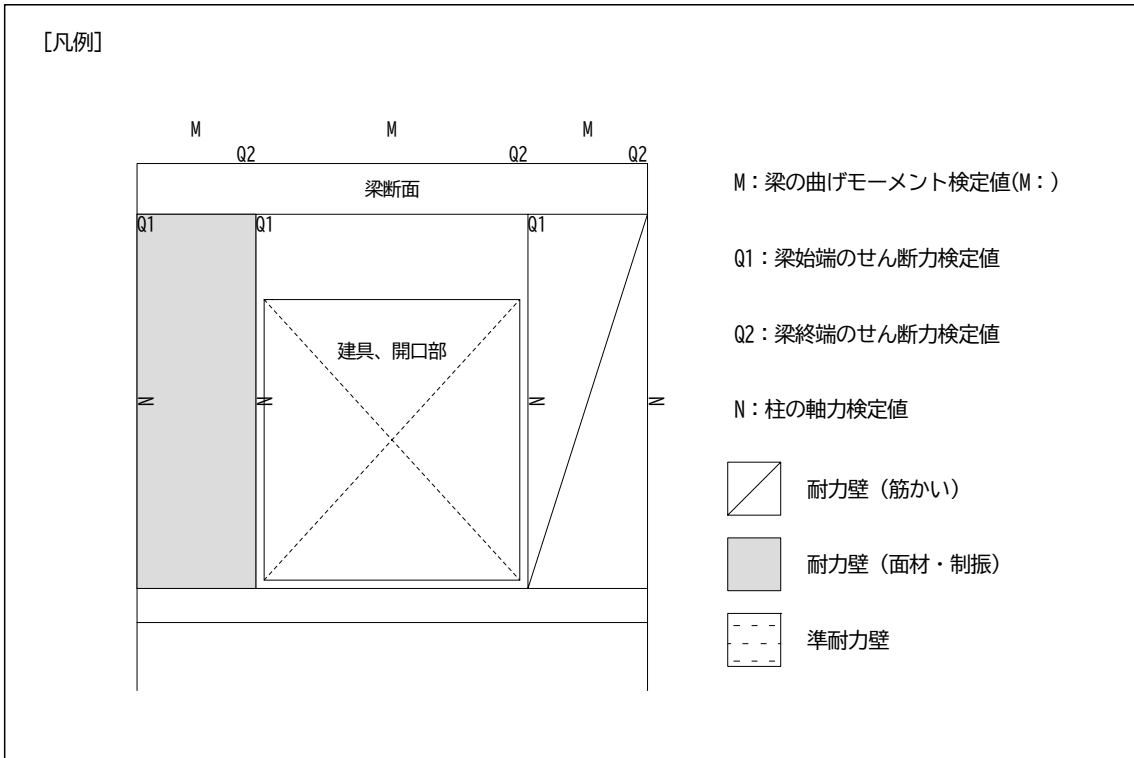 [凡例]
M M M
Q2 Q2 Q2
梁断面
Q1 Q1 Q1
建具、開口部
N N N N
M：梁の曲げモーメント検定値(M：)
Q1：梁始端のせん断力検定値
Q2：梁終端のせん断力検定値
N：柱の軸力検定値
耐力壁（筋かい）
耐力壁（面材・制振）
準耐力壁